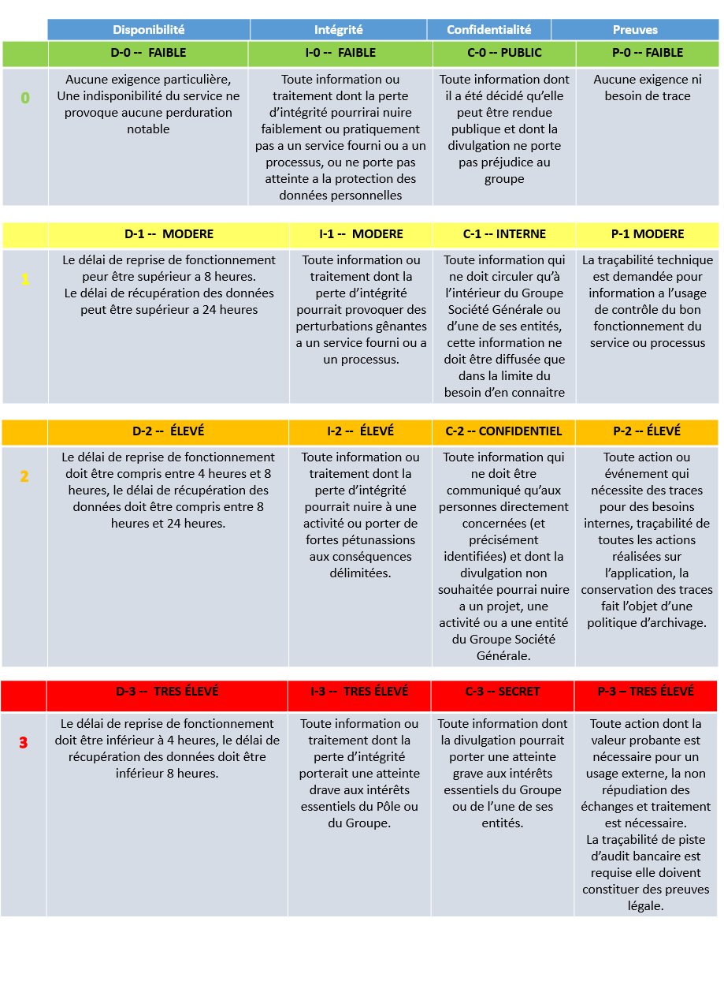 Disponibilité
Intégrité
Confidentialité
Preuves
D-0 -- FAIBLE
I-0 -- FAIBLE
C-0 -- PUBLIC
P-0 -- FAIBLE
0
Aucune exigence particulière,
Une indisponibilité du service ne
provoque aucune perduration
notable
Toute information ou
traitement dont la perte
d’intégrité pourrirai nuire
faiblement ou pratiquement
pas a un service fourni ou a un
processus, ou ne porte pas
atteinte a la protection des
données personnelles
Toute information dont
il a été décidé qu’elle
peut être rendue
publique et dont la
divulgation ne porte
pas préjudice au
groupe
Aucune exigence ni
besoin de trace
D-1 -- MODERE
I-1 -- MODERE
C-1 -- INTERNE
P-1 MODERE
1
Le délai de reprise de fonctionnement
peur être supérieur a 8 heures.
Le délai de récupération des données
peut être supérieur a 24 heures
Toute information ou
traitement dont la
perte d’intégrité
pourrait provoquer des
perturbations gênantes
a un service fourni ou a
un processus.
Toute information qui
ne doit circuler qu’à
l’intérieur du Groupe
Société Générale ou
d’une de ses entités,
cette information ne
doit être diffusée que
dans la limite du
besoin d’en connaitre
La traçabilité technique
est demandée pour
information a l’usage
de contrôle du bon
fonctionnement du
service ou processus
D-2 -- ÉLEVÉ
I-2 -- ÉLEVÉ
C-2 -- CONFIDENTIEL
P-2 -- ÉLEVÉ
2
Le délai de reprise de fonctionnement
doit être compris entre 4 heures et 8
heures, le délai de récupération des
données doit être compris entre 8
heures et 24 heures.
Toute information ou
traitement dont la
perte d’intégrité
pourrait nuire à une
activité ou porter de
fortes pétunassions
aux conséquences
délimitées.
Toute information qui
ne doit être
communiqué qu’aux
personnes directement
concernées (et
précisément
identifiées) et dont la
divulgation non
souhaitée pourrai nuire
a un projet, une
activité ou a une entité
du Groupe Société
Générale.
Toute action ou
événement qui
nécessite des traces
pour des besoins
internes, traçabilité de
toutes les actions
réalisées sur
l’application, la
conservation des traces
fait l’objet d’une
politique d’archivage.
D-3 -- TRES ÉLEVÉ
I-3 -- TRES ÉLEVÉ
C-3 -- SECRET
P-3 – TRES ÉLEVÉ
3
Le délai de reprise de fonctionnement
doit être inférieur à 4 heures, le délai de
récupération des données doit être
inférieur 8 heures.
Toute information ou
traitement dont la
perte d’intégrité
porterait une atteinte
drave aux intérêts
essentiels du Pôle ou
du Groupe.
Toute information dont
la divulgation pourrait
porter une atteinte
grave aux intérêts
essentiels du Groupe
ou de l’une de ses
entités.
Toute action dont la
valeur probante est
nécessaire pour un
usage externe, la non
répudiation des
échanges et traitement
est nécessaire.
La traçabilité de piste
d’audit bancaire est
requise elle doivent
constituer des preuves
légale.